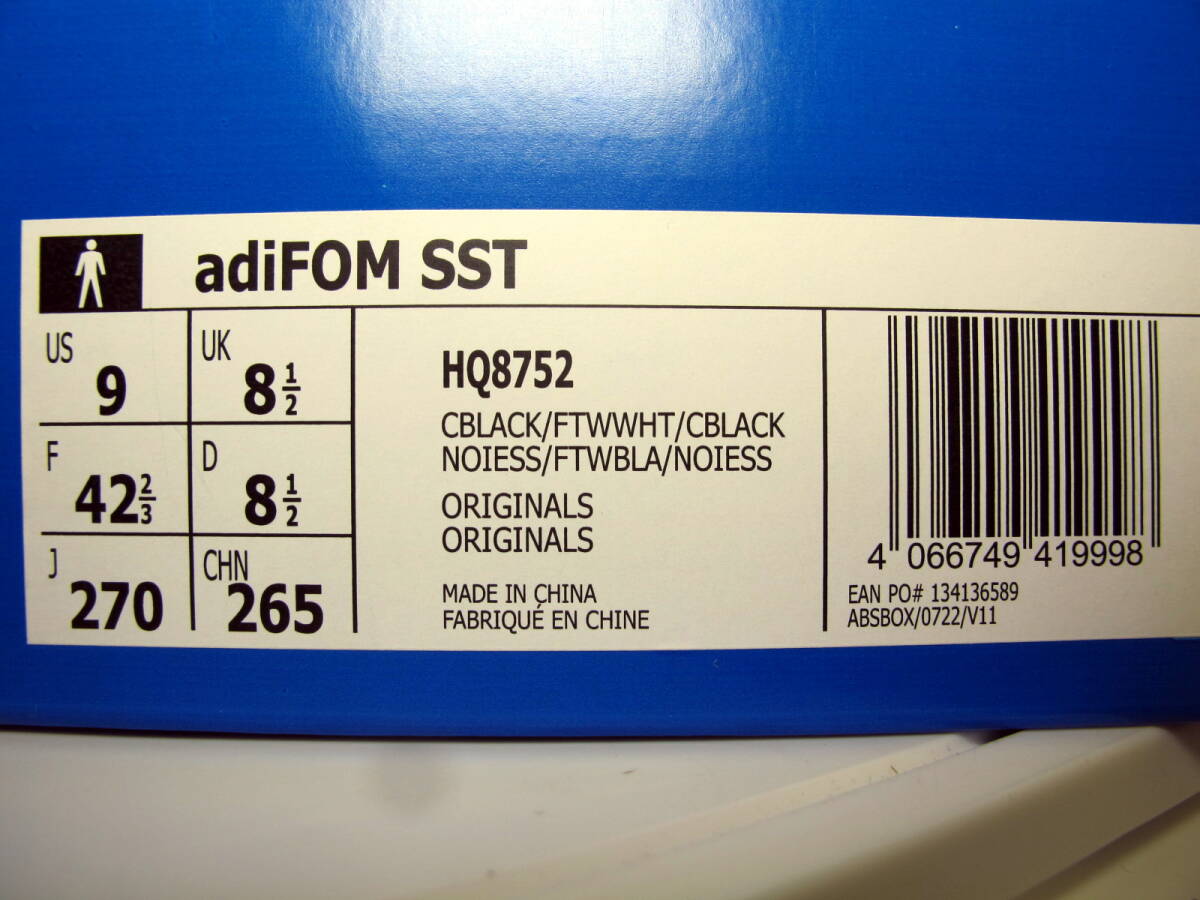 adiFOM SST
US 9
UK 8 1/2
F 42 2/3
D 8 1/2
J 270
CHN 265
HQ8752
CBLACK/FTWWHT/CBLACK
NOIESS/FTWBLA/NOIESS
ORIGINALS
ORIGINALS
MADE IN CHINA
FABRIQUÉ EN CHINE
4 066749 419998
EAN PO# 134136589
ABSBOX/0722/V11